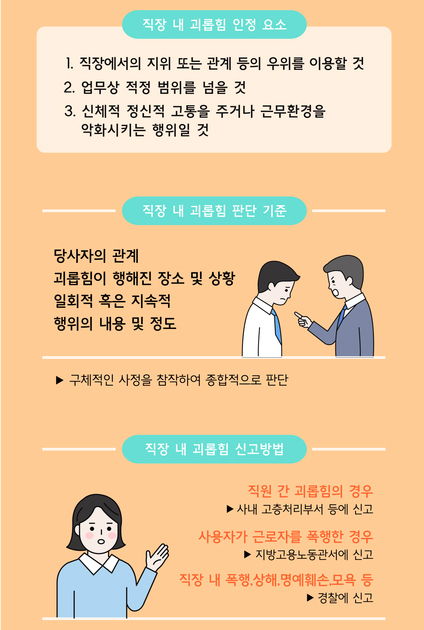 직장 내 괴롭힘 인정 요소
1. 직장에서의 지위 또는 관계 등의 우위를 이용할 것
2. 업무상 적정 범위를 넘을 것
3. 신체적 정신적 고통을 주거나 근무환경을
악화시키는 행위일 것
직장 내 괴롭힘 판단 기준
당사자의 관계
괴롭힘이 행해진 장소 및 상황
일회적 혹은 지속적
행위의 내용 및 정도
▶ 구체적인 사정을 참작하여 종합적으로 판단
직장 내 괴롭힘 신고방법
직원 간 괴롭힘의 경우
▶ 사내 고충처리부서 등에 신고
사용자가 근로자를 폭행한 경우
▶ 지방고용노동관서에 신고
직장 내 폭행,상해,명예훼손,모욕 등
▶ 경찰에 신고